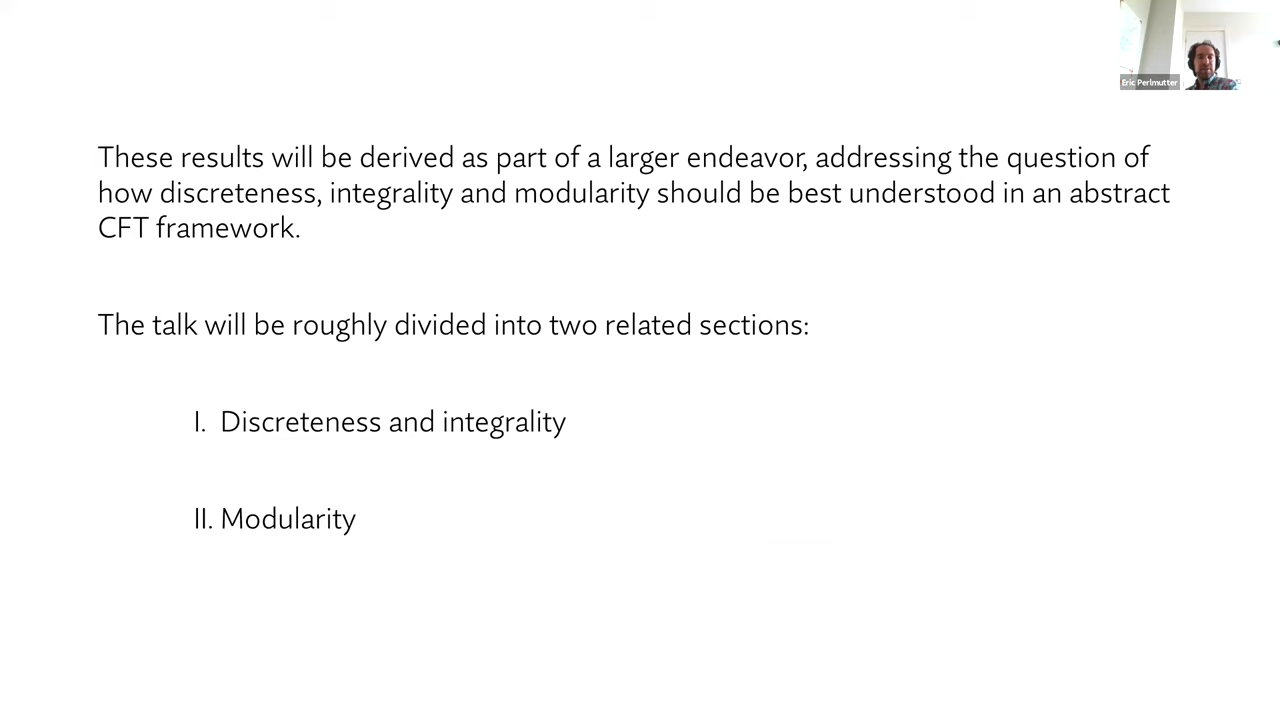 Eric Perlmutter
These results will be derived as part of a larger endeavor, addressing the question of
how discreteness, integrality and modularity should be best understood in an abstract
CFT framework.
The talk will be roughly divided into two related sections:
I. Discreteness and integrality
II. Modularity